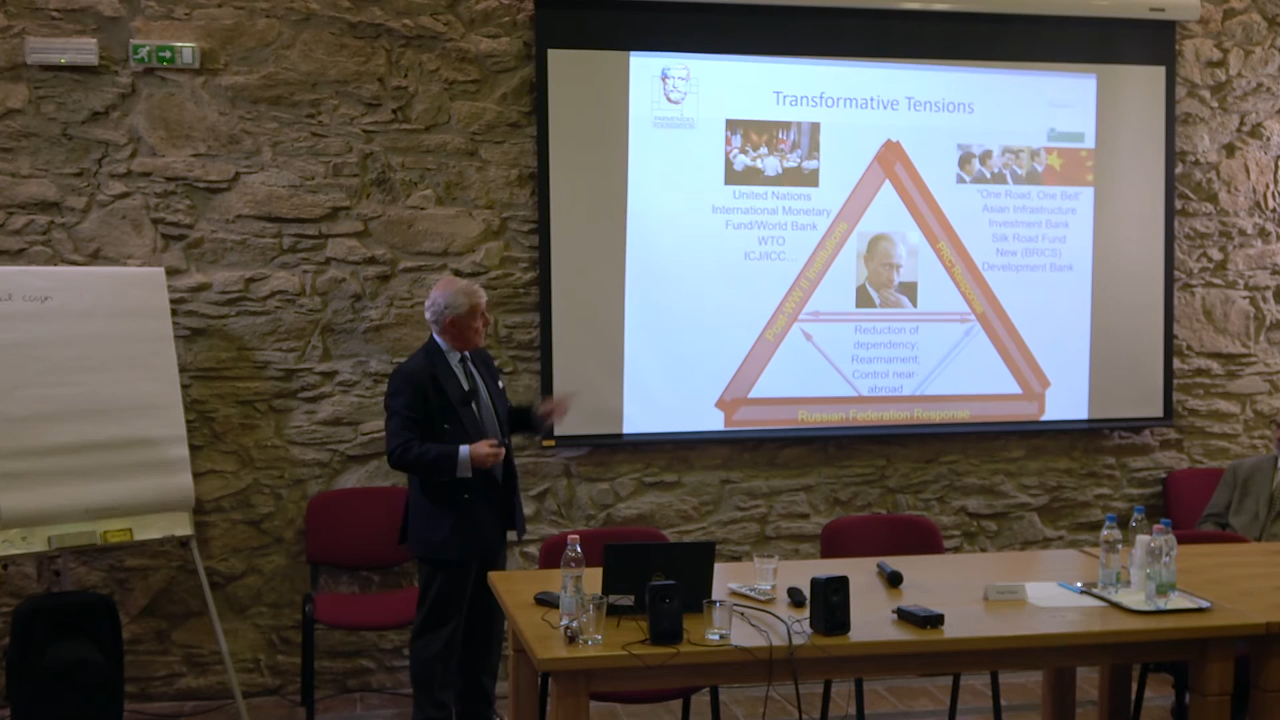 PARMENIDES
FOUNDATION
Transformative Tensions
United Nations
International Monetary
Fund/World Bank
WTO
ICJ/ICC...
"One Road, One Belt"
Asian Infrastructure
Investment Bank
Silk Road Fund
New (BRICS)
Development Bank
Post-WW II Institutions
PRC Response
Reduction of
dependency;
Rearmament;
Control near-
abroad
Russian Federation Response